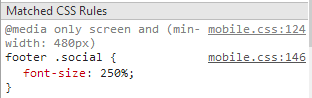 Matched CSS Rules
@media only screen and (min- mobile.css:124
width: 480px)
footer .social { mobile.css:146
font-size: 250%;
}